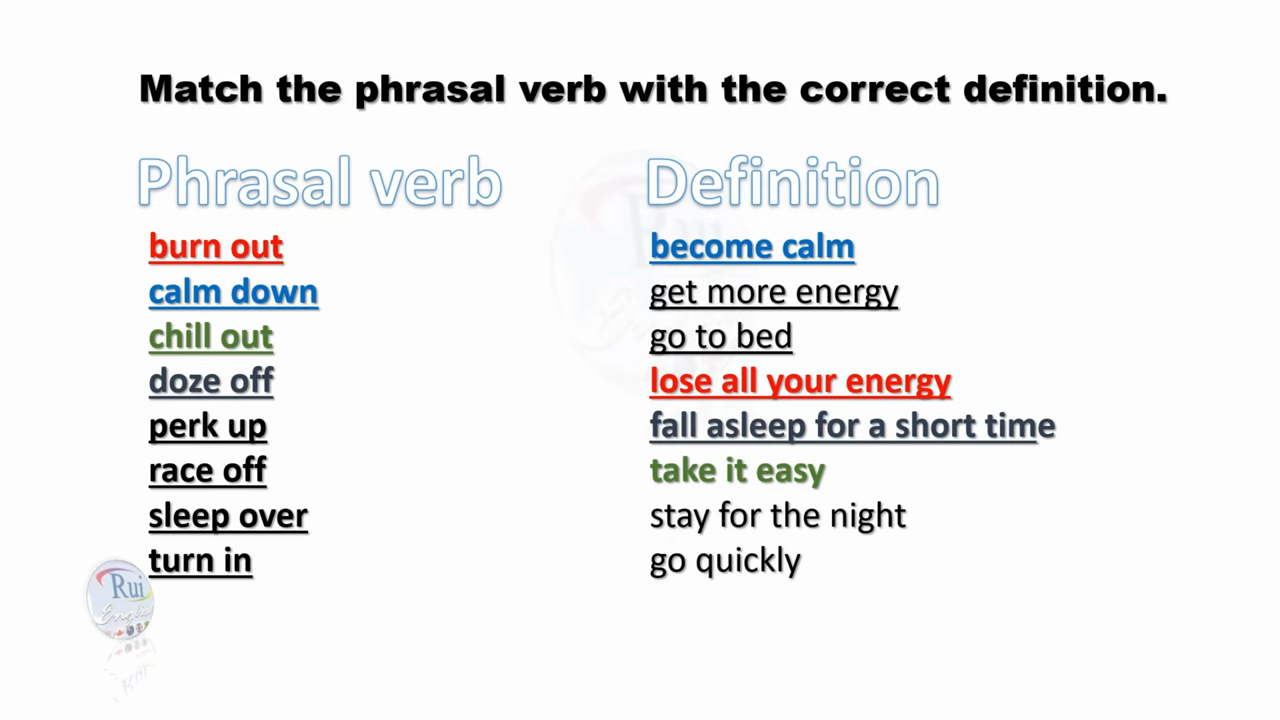 Match the phrasal verb with the correct definition.
Phrasal verb
burn out
calm down
chill out
doze off
perk up
race off
sleep over
turn in
Definition
become calm
get more energy
go to bed
lose all your energy
fall asleep for a short time
take it easy
stay for the night
go quickly
Rui
English